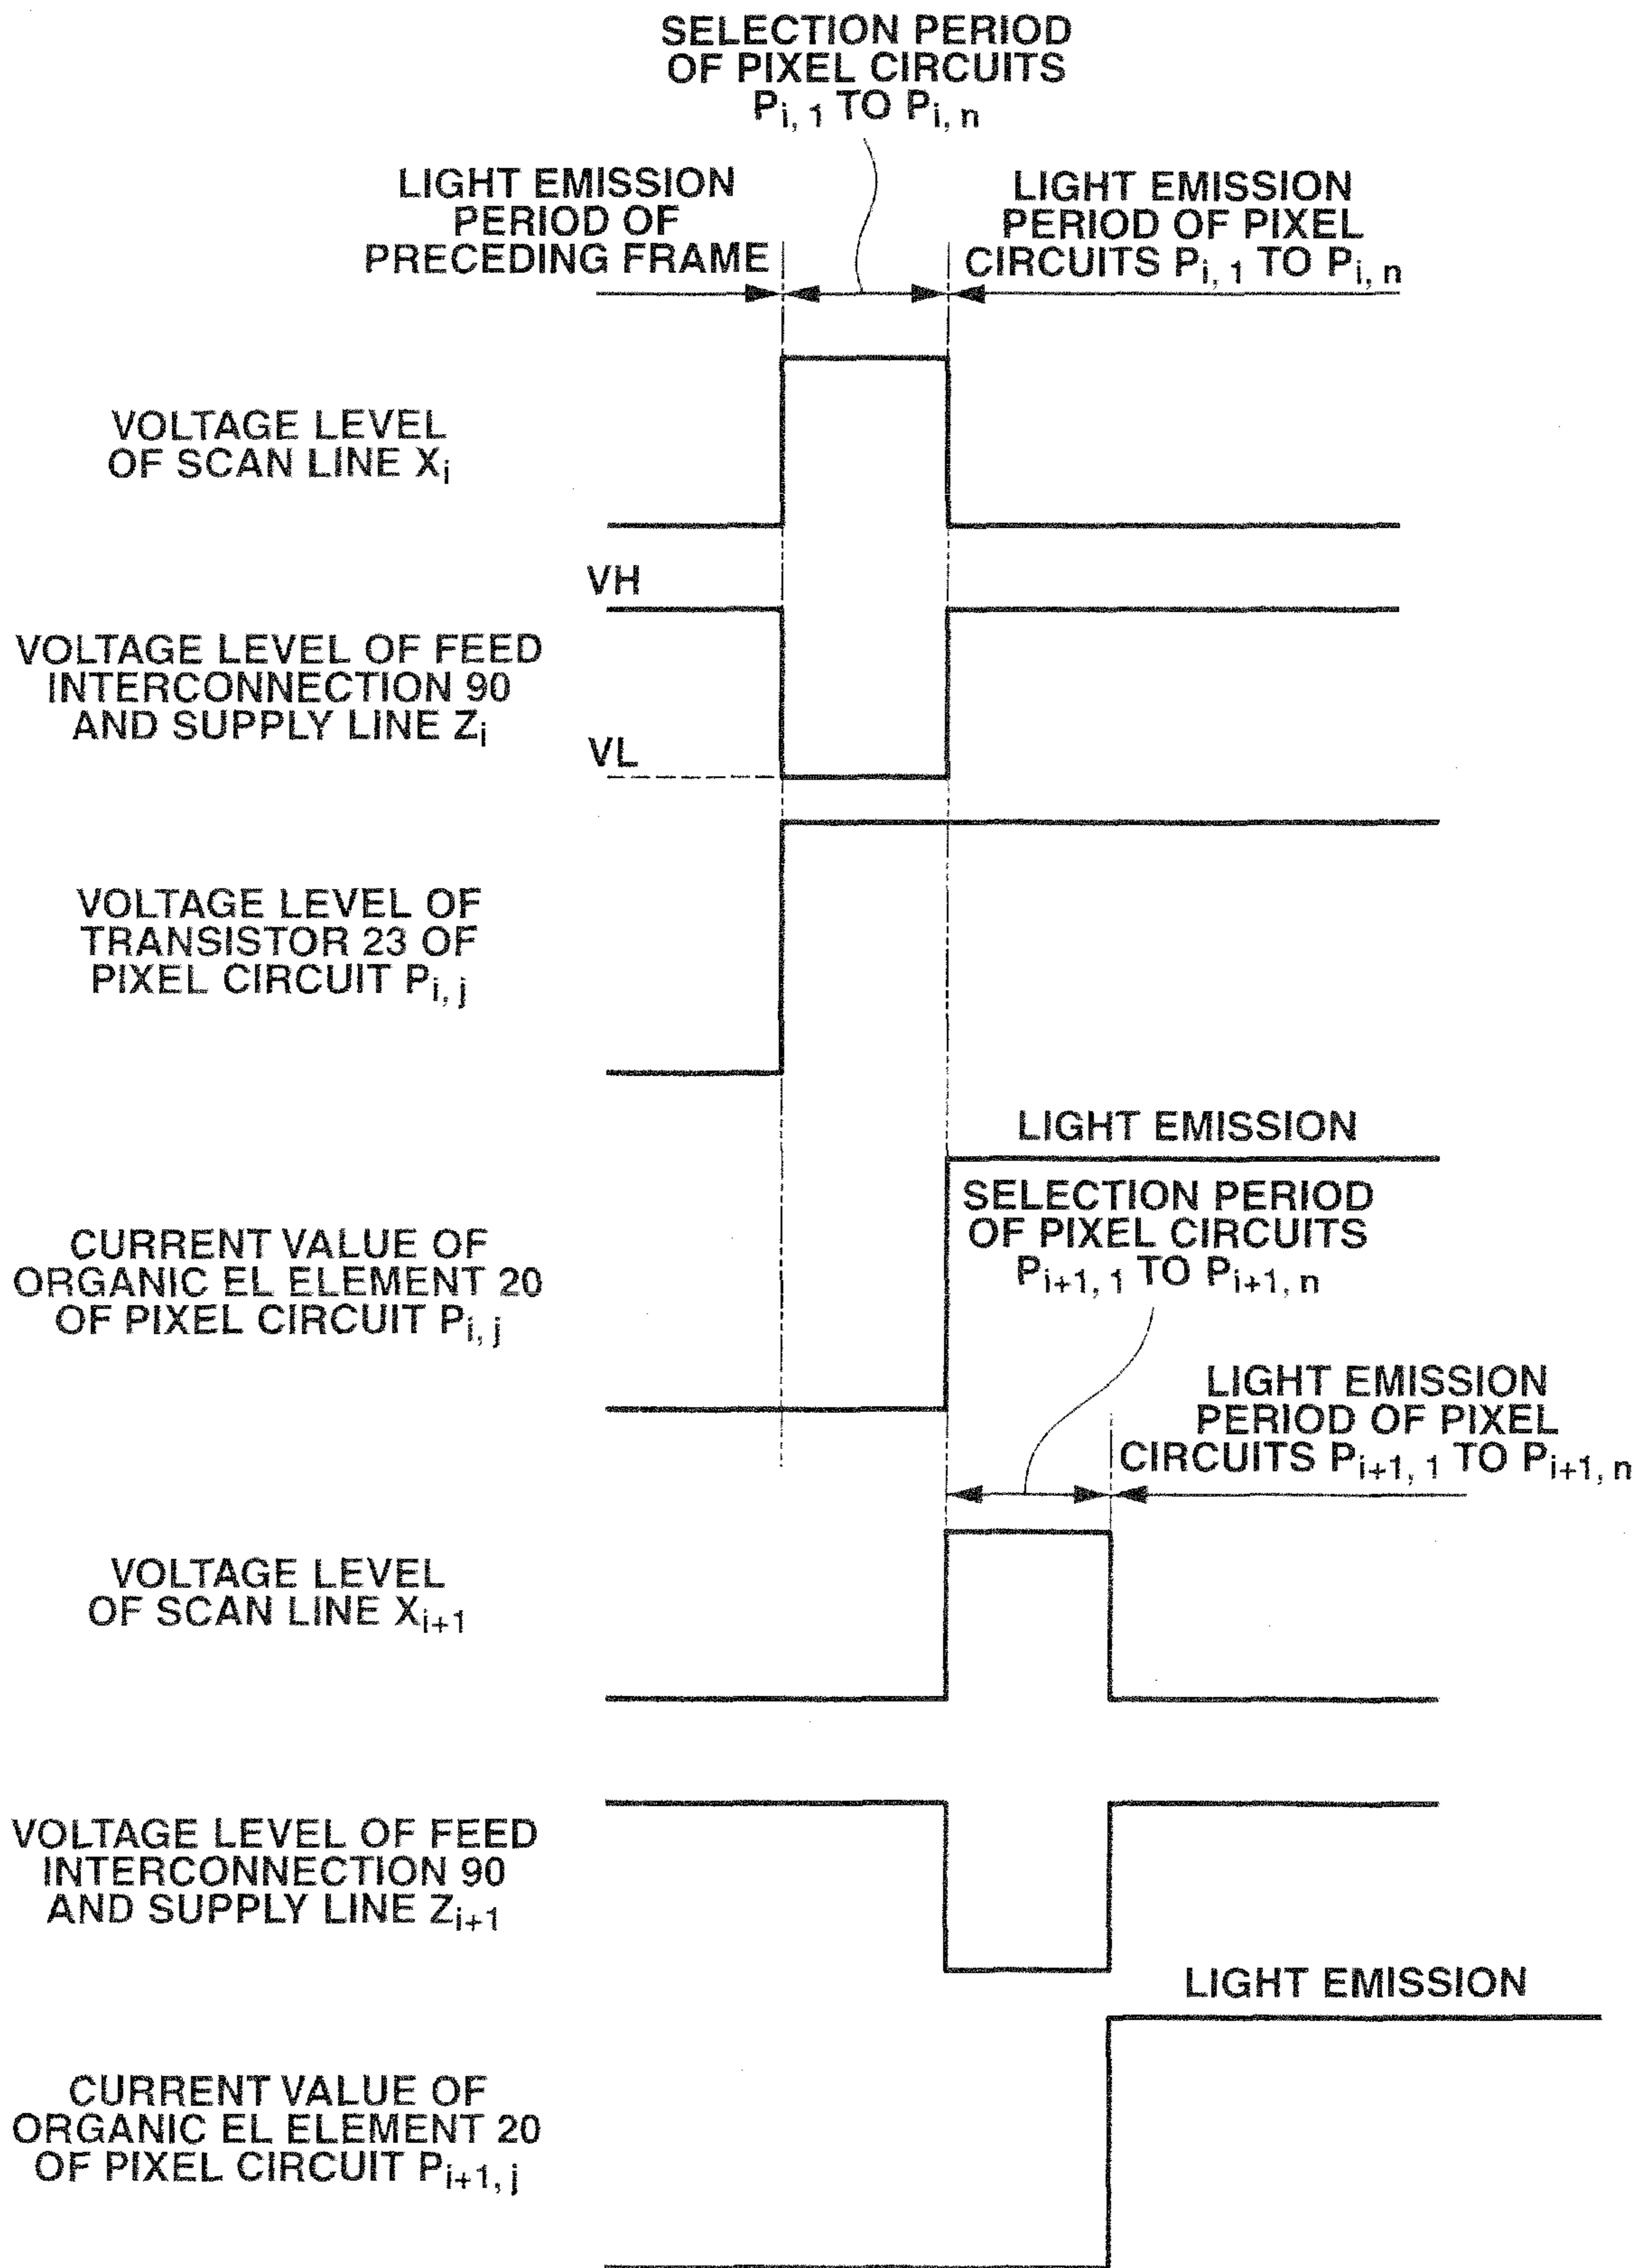 SELECTION PERIOD
OF PIXEL CIRCUITS
Pi, 1 TO Pi, n
LIGHT EMISSION
PERIOD OF
PRECEDING FRAME
LIGHT EMISSION
PERIOD OF PIXEL
CIRCUITS Pi, 1 TO Pi, n
VOLTAGE LEVEL
OF SCAN LINE Xi
VH
VOLTAGE LEVEL OF FEED
INTERCONNECTION 90
AND SUPPLY LINE Zi
VL
VOLTAGE LEVEL OF
TRANSISTOR 23 OF
PIXEL CIRCUIT Pi, j
LIGHT EMISSION
SELECTION PERIOD
OF PIXEL CIRCUITS
Pi+1, 1 TO Pi+1, n
CURRENT VALUE OF
ORGANIC EL ELEMENT 20
OF PIXEL CIRCUIT Pi, j
LIGHT EMISSION
PERIOD OF PIXEL
CIRCUITS Pi+1, 1 TO Pi+1, n
VOLTAGE LEVEL
OF SCAN LINE Xi+1
VOLTAGE LEVEL OF FEED
INTERCONNECTION 90
AND SUPPLY LINE Zi+1
LIGHT EMISSION
CURRENT VALUE OF
ORGANIC EL ELEMENT 20
OF PIXEL CIRCUIT Pi+1, j